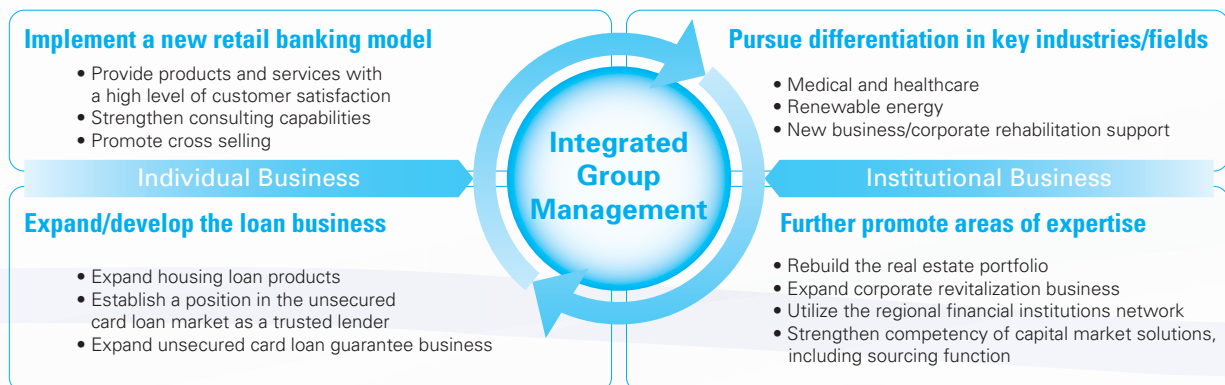 Implement a new retail banking model
• Provide products and services with
a high level of customer satisfaction
• Strengthen consulting capabilities
• Promote cross selling
Individual Business
Expand/develop the loan business
• Expand housing loan products
• Establish a position in the unsecured
card loan market as a trusted lender
• Expand unsecured card loan guarantee business
Integrated
Group
Management
Pursue differentiation in key industries/fields
• Medical and healthcare
• Renewable energy
• New business/corporate rehabilitation support
Institutional Business
Further promote areas of expertise
• Rebuild the real estate portfolio
• Expand corporate revitalization business
• Utilize the regional financial institutions network
• Strengthen competency of capital market solutions,
including sourcing function